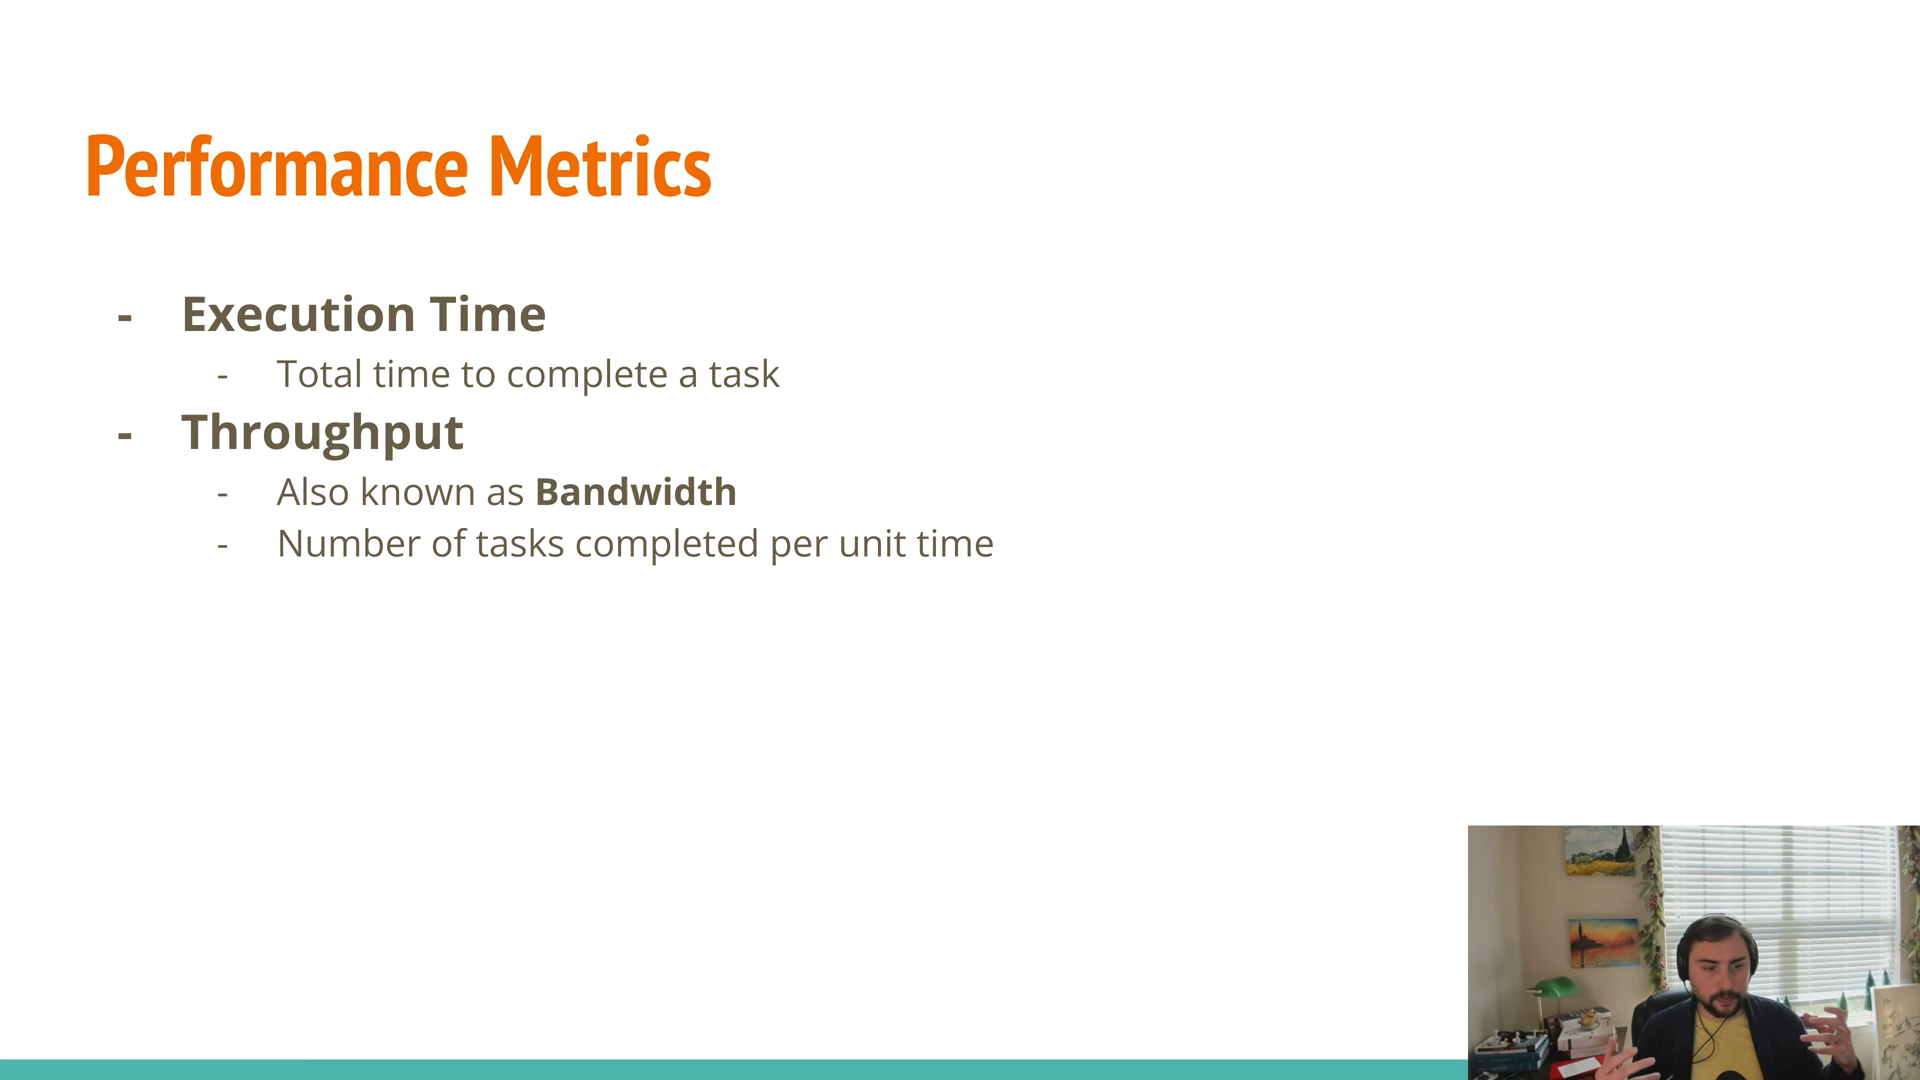 Performance Metrics
- Execution Time
- Total time to complete a task
- Throughput
- Also known as Bandwidth
- Number of tasks completed per unit time